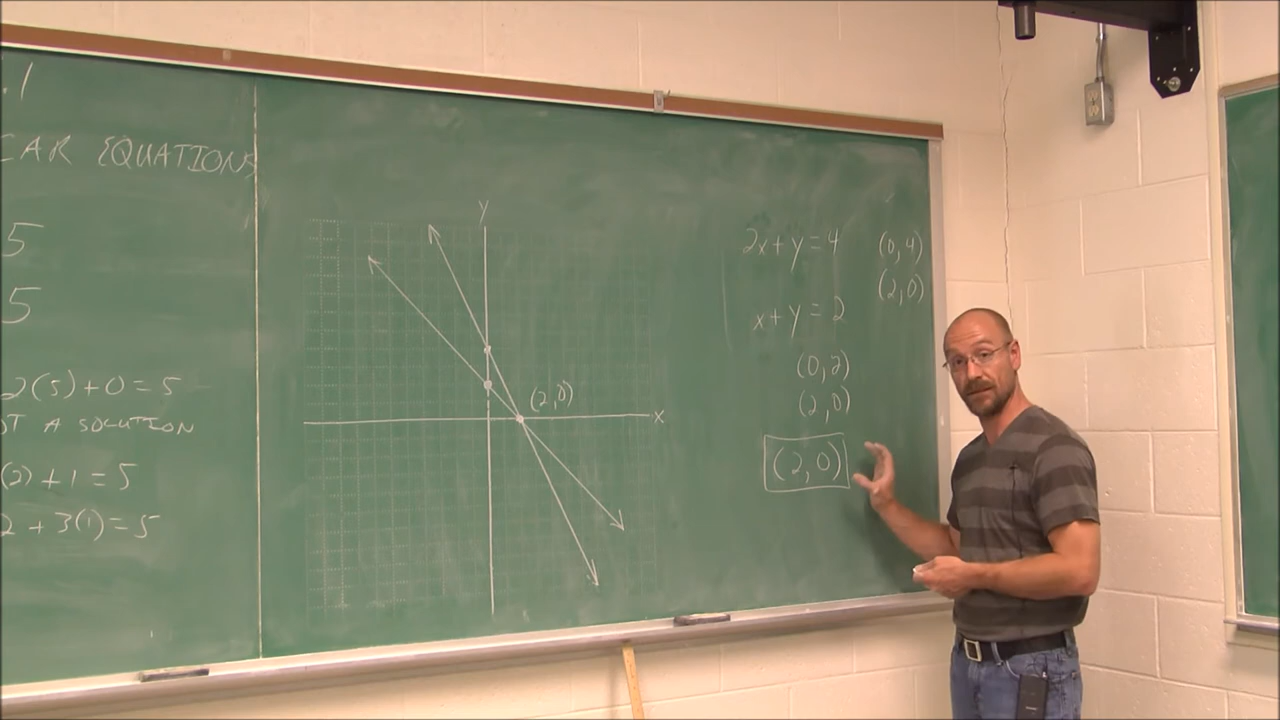 .1
EAR EQUATIONS
5
5
2(5)+0=5
OT A SOLUTION
(2)+1=5
2+3(1)=5
Y
(2,0)
X
2x+y=4 (0,4)
(2,0)
x+y=2
(0,2)
(2,0)
(2,0)